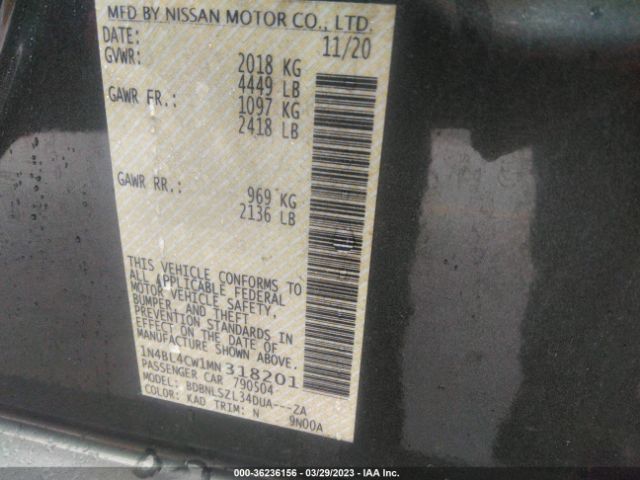 MFD BY NISSAN MOTOR CO., LTD.
DATE: 11/20
GVWR: 2018 KG
4449 LB
GAWR FR.: 1097 KG
2418 LB
GAWR RR.: 969 KG
2136 LB
THIS VEHICLE CONFORMS TO
ALL APPLICABLE FEDERAL
MOTOR VEHICLE SAFETY,
BUMPER, AND THEFT
PREVENTION STANDARDS IN
EFFECT ON THE DATE OF
MANUFACTURE SHOWN ABOVE.
1N4BL4CW1MN318201
PASSENGER CAR 790504
MODEL: BDBNLSZL34DUA---ZA
COLOR: KAD TRIM: N 9N00A
000-36236156 — 03/29/2023 — IAA Inc.